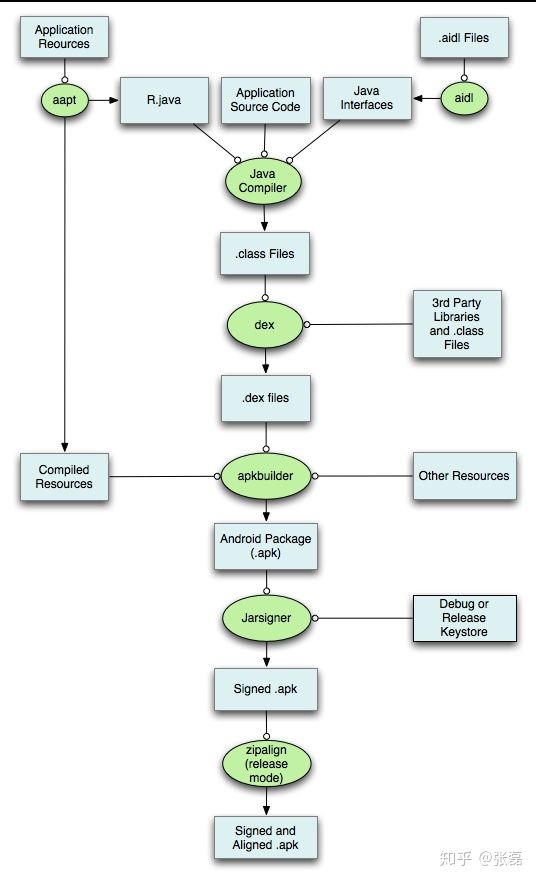 Application
Reources
.aidl Files
aapt
R.java
Application
Source Code
Java
Interfaces
aidl
Java
Compiler
.class Files
dex
3rd Party
Libraries
and .class
Files
.dex files
Compiled
Resources
apkbuilder
Other Resources
Android Package
(.apk)
Jarsigner
Debug or
Release
Keystore
Signed .apk
zipalign
(release
mode)
Signed and
Aligned .apk
知乎 @张磊